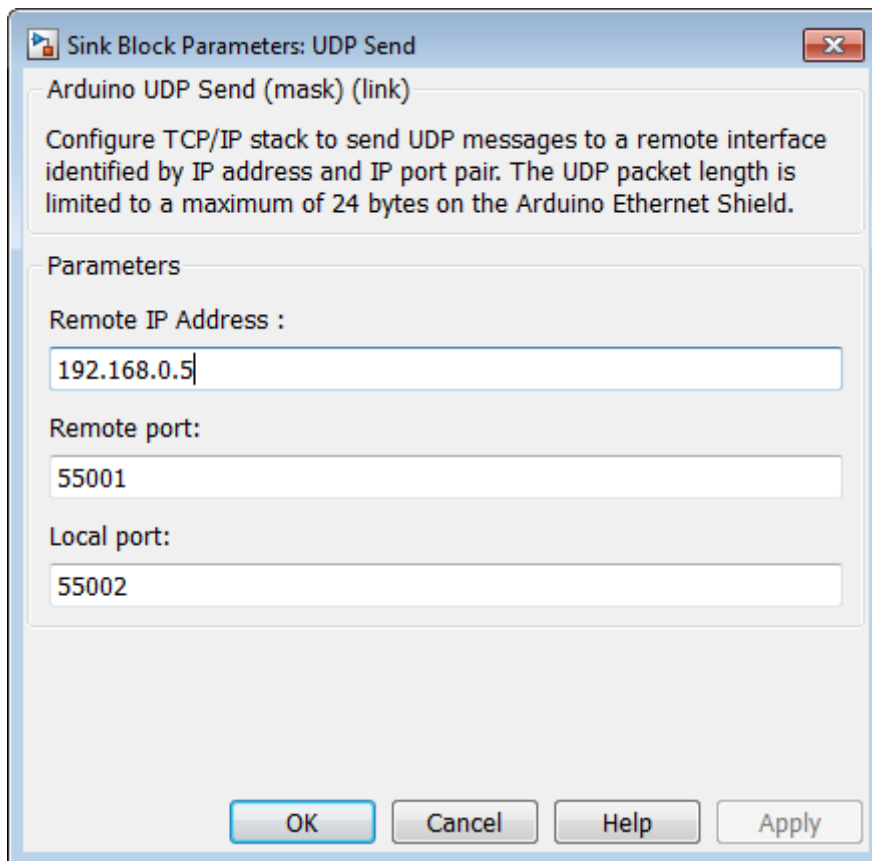 Sink Block Parameters: UDP Send
Arduino UDP Send (mask) (link)
Configure TCP/IP stack to send UDP messages to a remote interface
identified by IP address and IP port pair. The UDP packet length is
limited to a maximum of 24 bytes on the Arduino Ethernet Shield.
Parameters
Remote IP Address :
192.168.0.5
Remote port:
55001
Local port:
55002
OK Cancel Help Apply